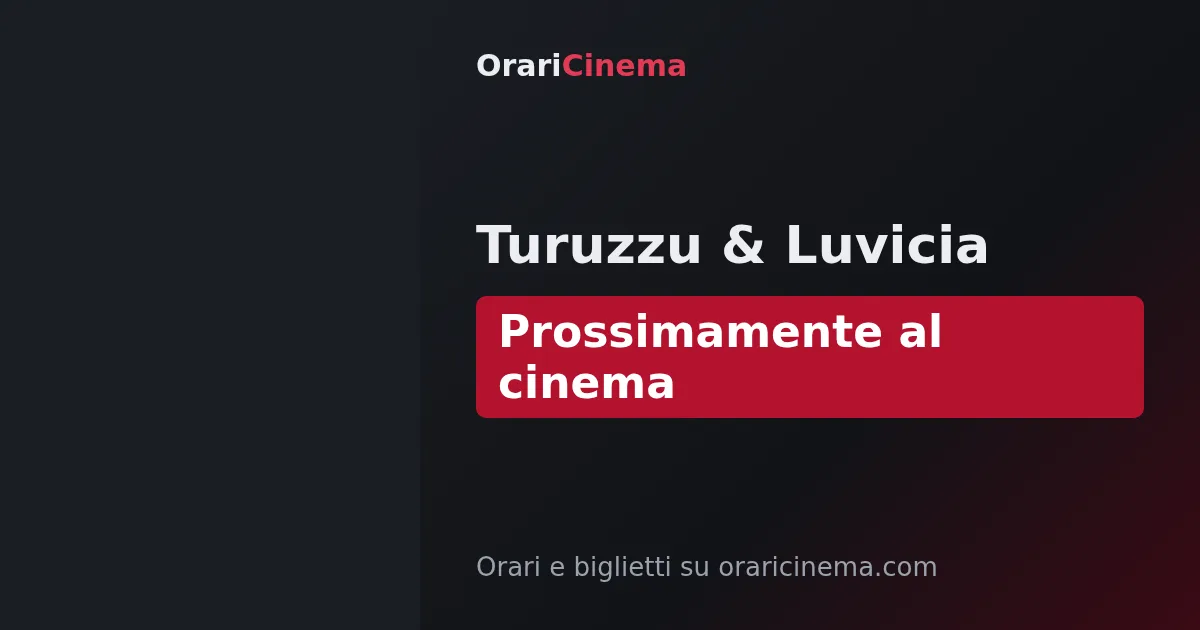 OrariCinema
Turuzzu & Luvicia
Prossimamente al
cinema
Orari e biglietti su oraricinema.com